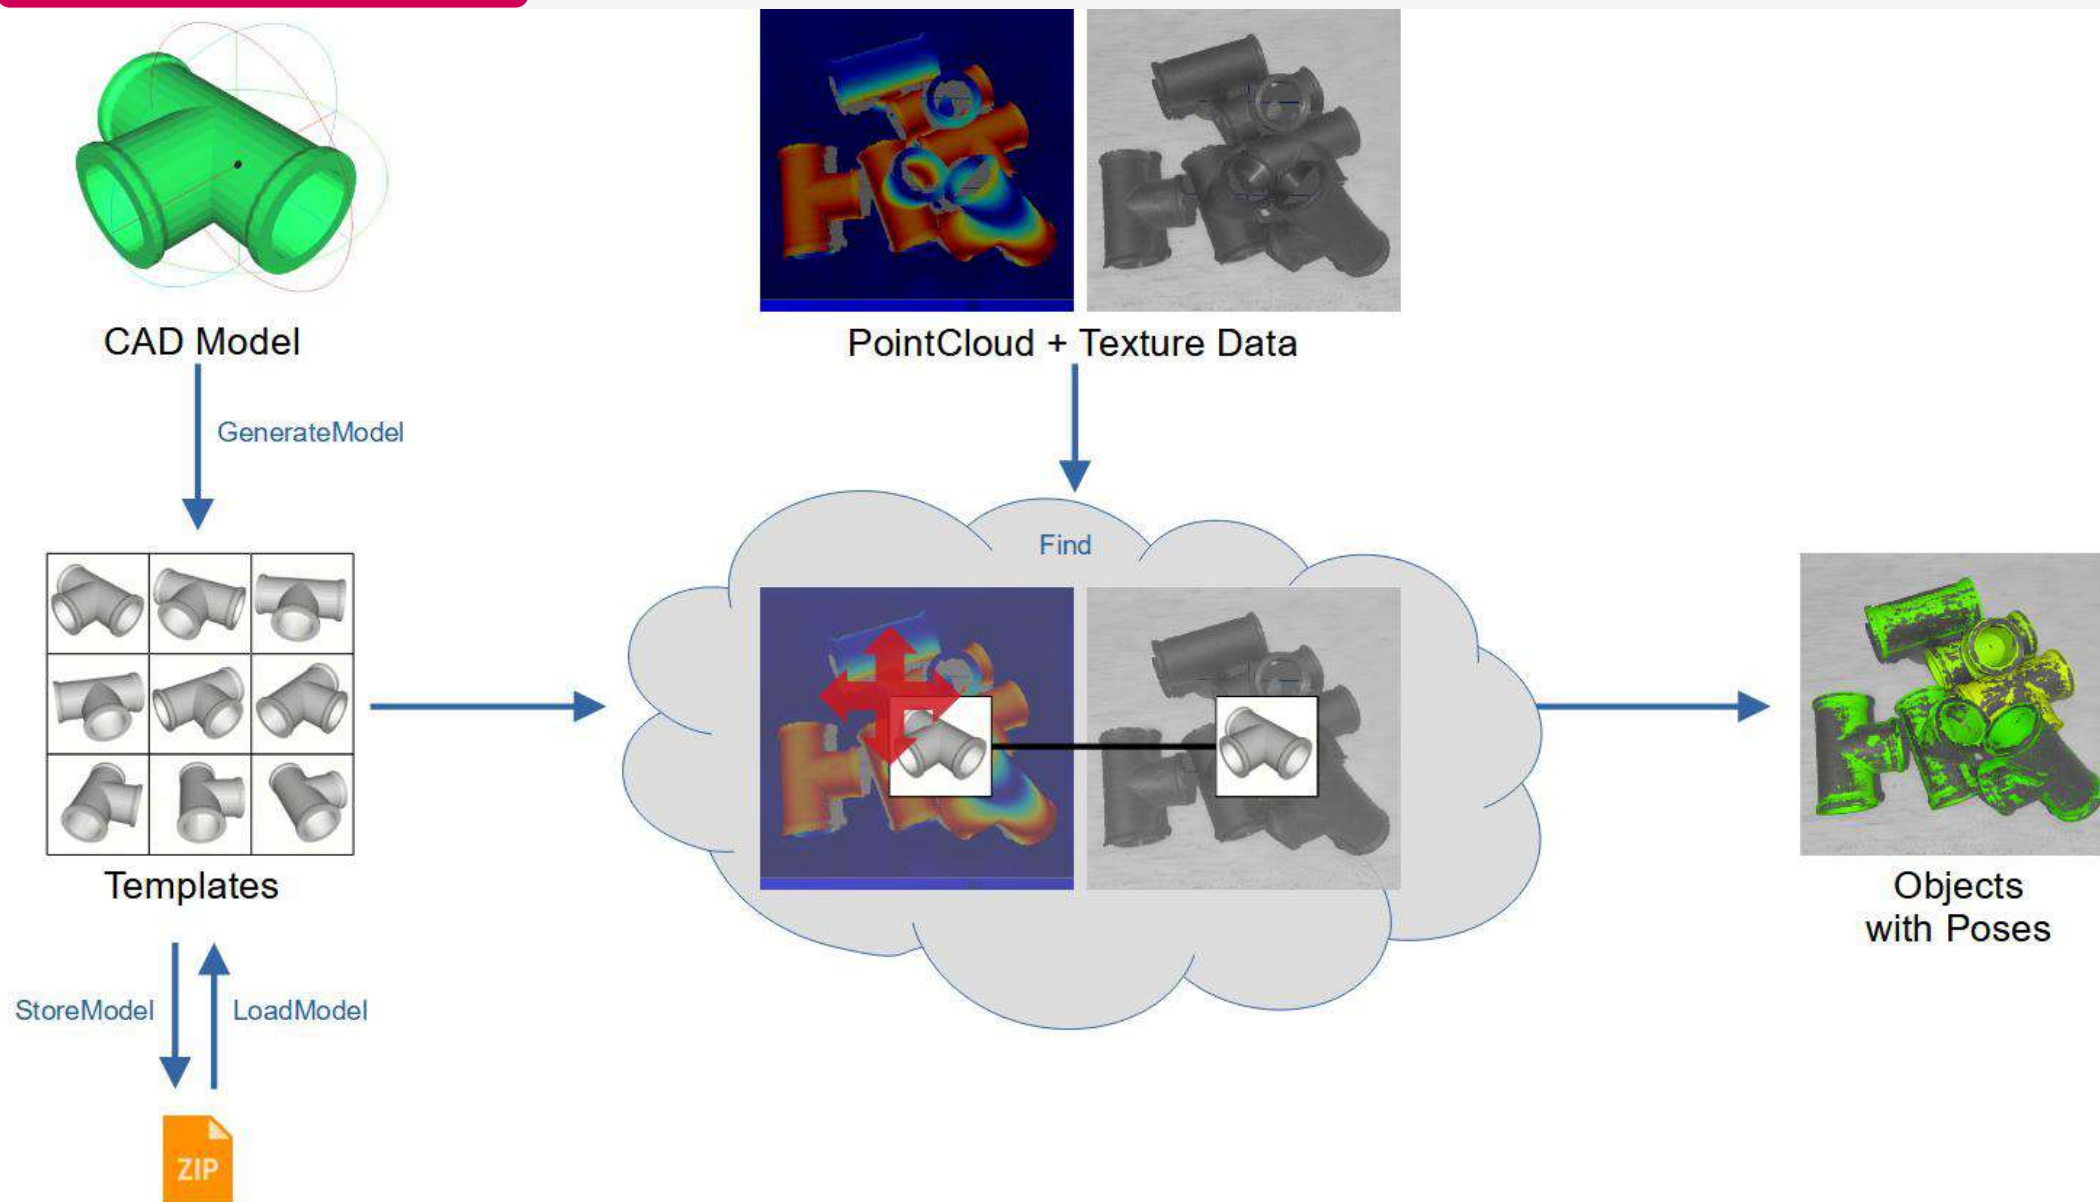 CAD Model
PointCloud + Texture Data
GenerateModel
Find
Templates
Objects
with Poses
StoreModel
LoadModel
ZIP